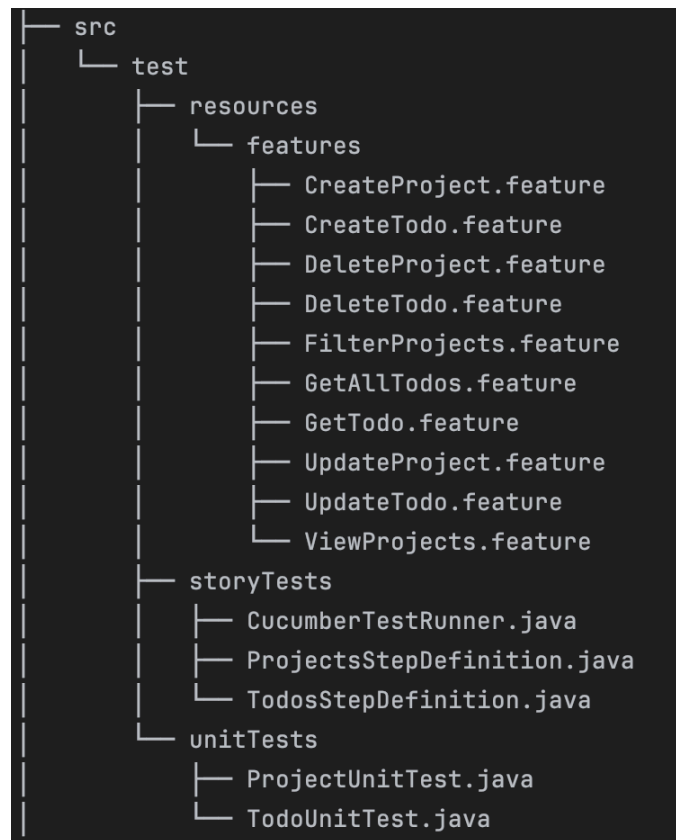 ├── src
│   └── test
│       ├── resources
│       │   └── features
│       │       ├── CreateProject.feature
│       │       ├── CreateTodo.feature
│       │       ├── DeleteProject.feature
│       │       ├── DeleteTodo.feature
│       │       ├── FilterProjects.feature
│       │       ├── GetAllTodos.feature
│       │       ├── GetTodo.feature
│       │       ├── UpdateProject.feature
│       │       ├── UpdateTodo.feature
│       │       └── ViewProjects.feature
│       ├── storyTests
│       │   ├── CucumberTestRunner.java
│       │   ├── ProjectsStepDefinition.java
│       │   └── TodosStepDefinition.java
│       └── unitTests
│           ├── ProjectUnitTest.java
│           └── TodoUnitTest.java